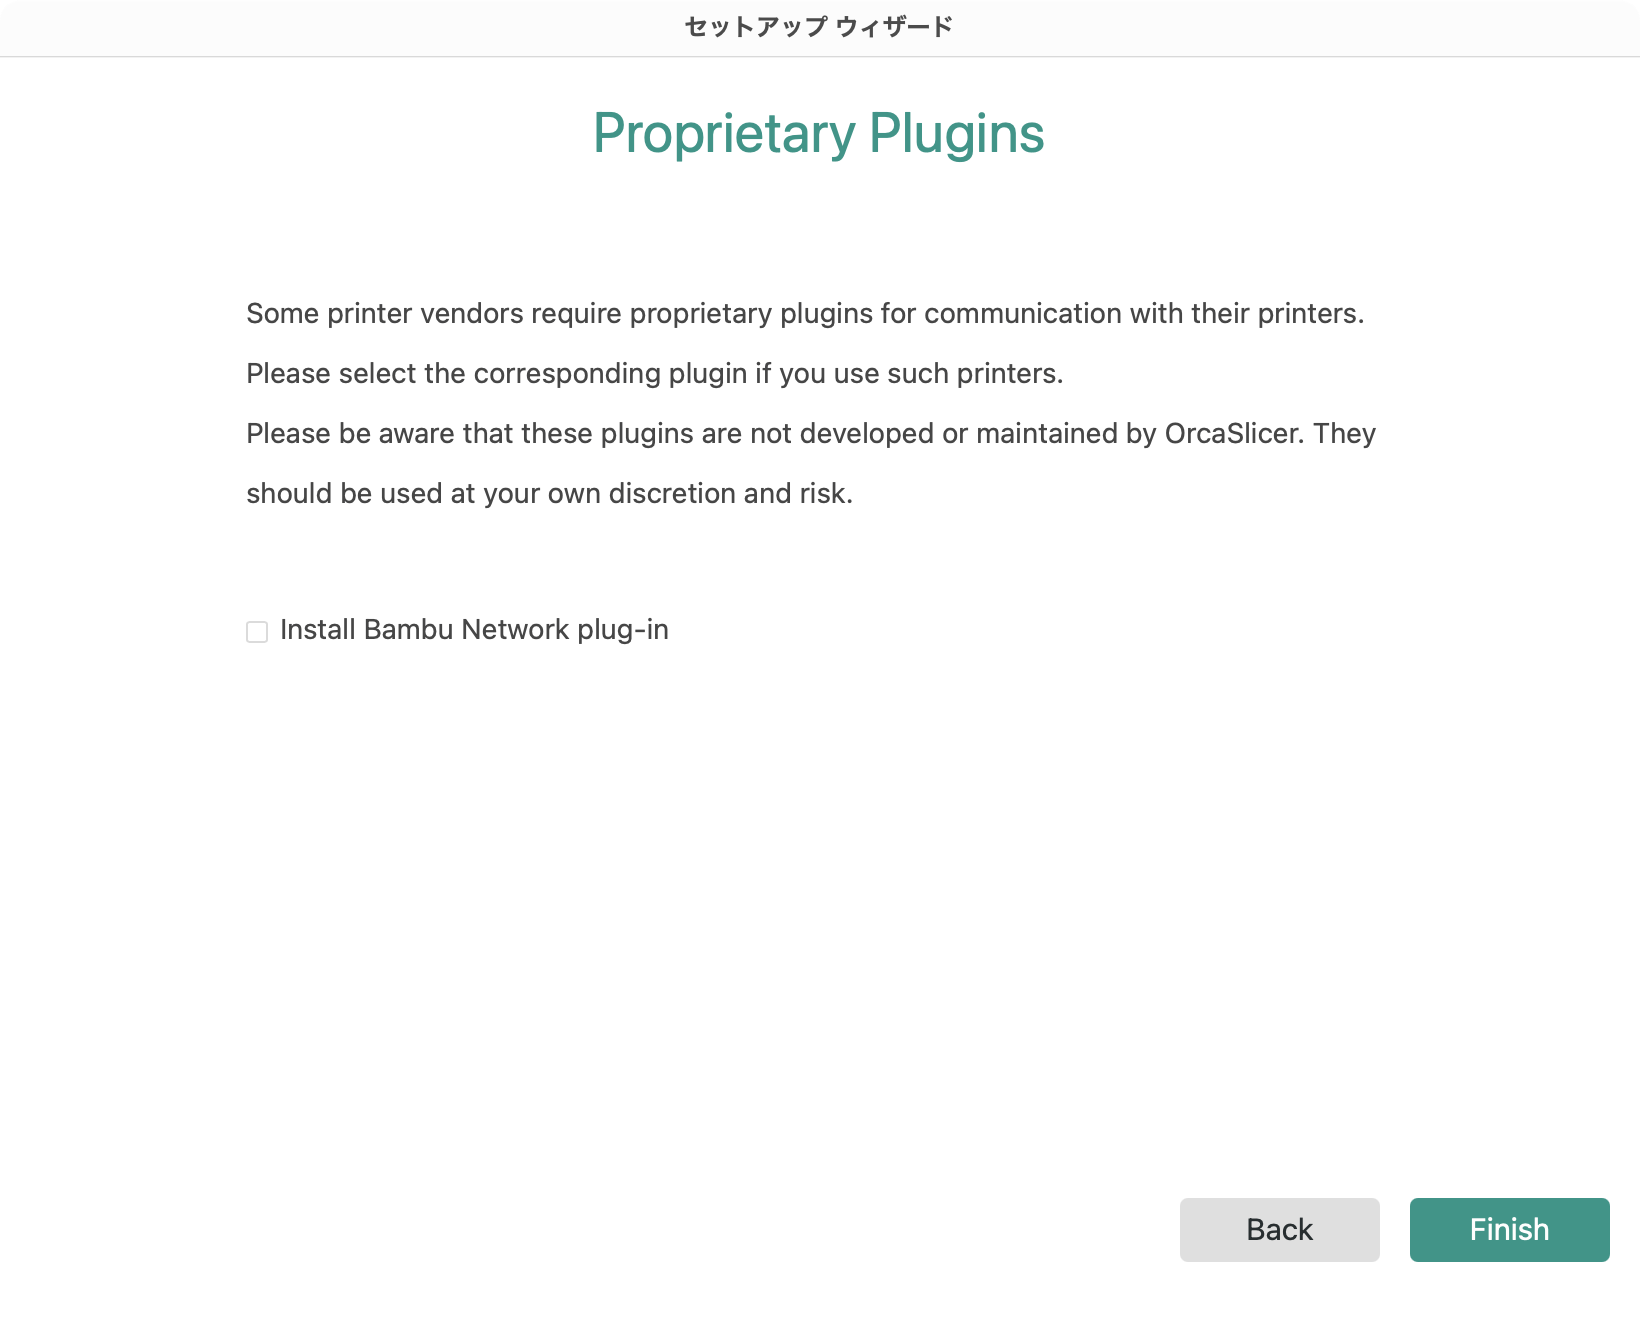 セットアップ ウィザード
Proprietary Plugins
Some printer vendors require proprietary plugins for communication with their printers.
Please select the corresponding plugin if you use such printers.
Please be aware that these plugins are not developed or maintained by OrcaSlicer. They
should be used at your own discretion and risk.
Install Bambu Network plug-in
Back
Finish